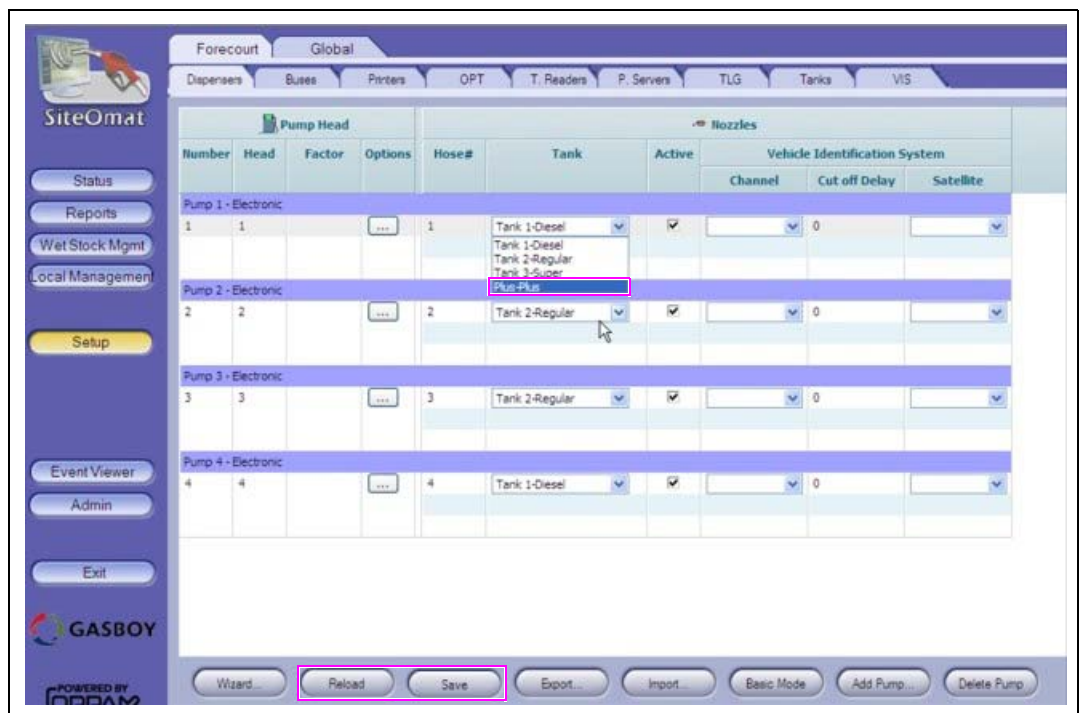 Forecourt Global
Dispensers Buses Printers OPT T. Readers P. Servers TLG Tanks VIS
SiteOmat
Status
Reports
Wet Stock Mgmt
Local Management
Setup
Event Viewer
Admin
Exit
GASBOY
POWERED BY
ORPAK
Pump Head Nozzles
Number Head Factor Options Hose# Tank Active Vehicle Identification System
Channel Cut off Delay Satellite
Pump 1 - Electronic
1 1 ... 1 Tank 1-Diesel 0
Tank 1-Diesel
Tank 2-Regular
Tank 3-Super
Plus-Plus
Pump 2 - Electronic
2 2 ... 2 Tank 2-Regular 0
Pump 3 - Electronic
3 3 ... 3 Tank 2-Regular 0
Pump 4 - Electronic
4 4 ... 4 Tank 1-Diesel 0
Wizard... Reload Save Export... Import... Basic Mode Add Pump... Delete Pump